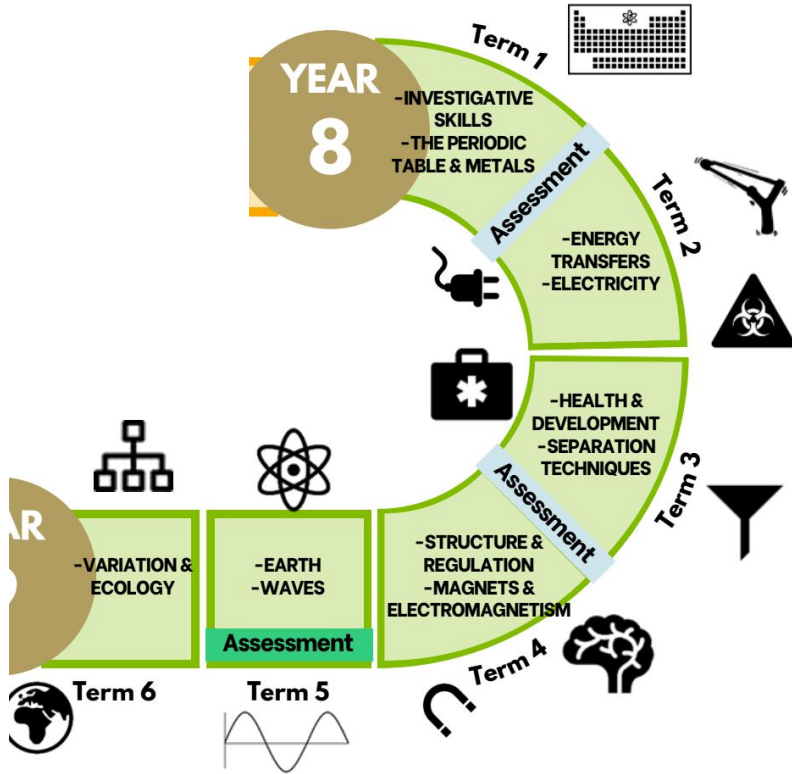 YEAR
8
Term 1
-INVESTIGATIVE
SKILLS
-THE PERIODIC
TABLE & METALS
Assessment
Term 2
-ENERGY
TRANSFERS
-ELECTRICITY
-HEALTH &
DEVELOPMENT
-SEPARATION
TECHNIQUES
Term 3
Assessment
-STRUCTURE &
REGULATION
-MAGNETS &
ELECTROMAGNETISM
Term 4
-EARTH
-WAVES
Assessment
Term 5
-VARIATION &
ECOLOGY
Term 6
AR